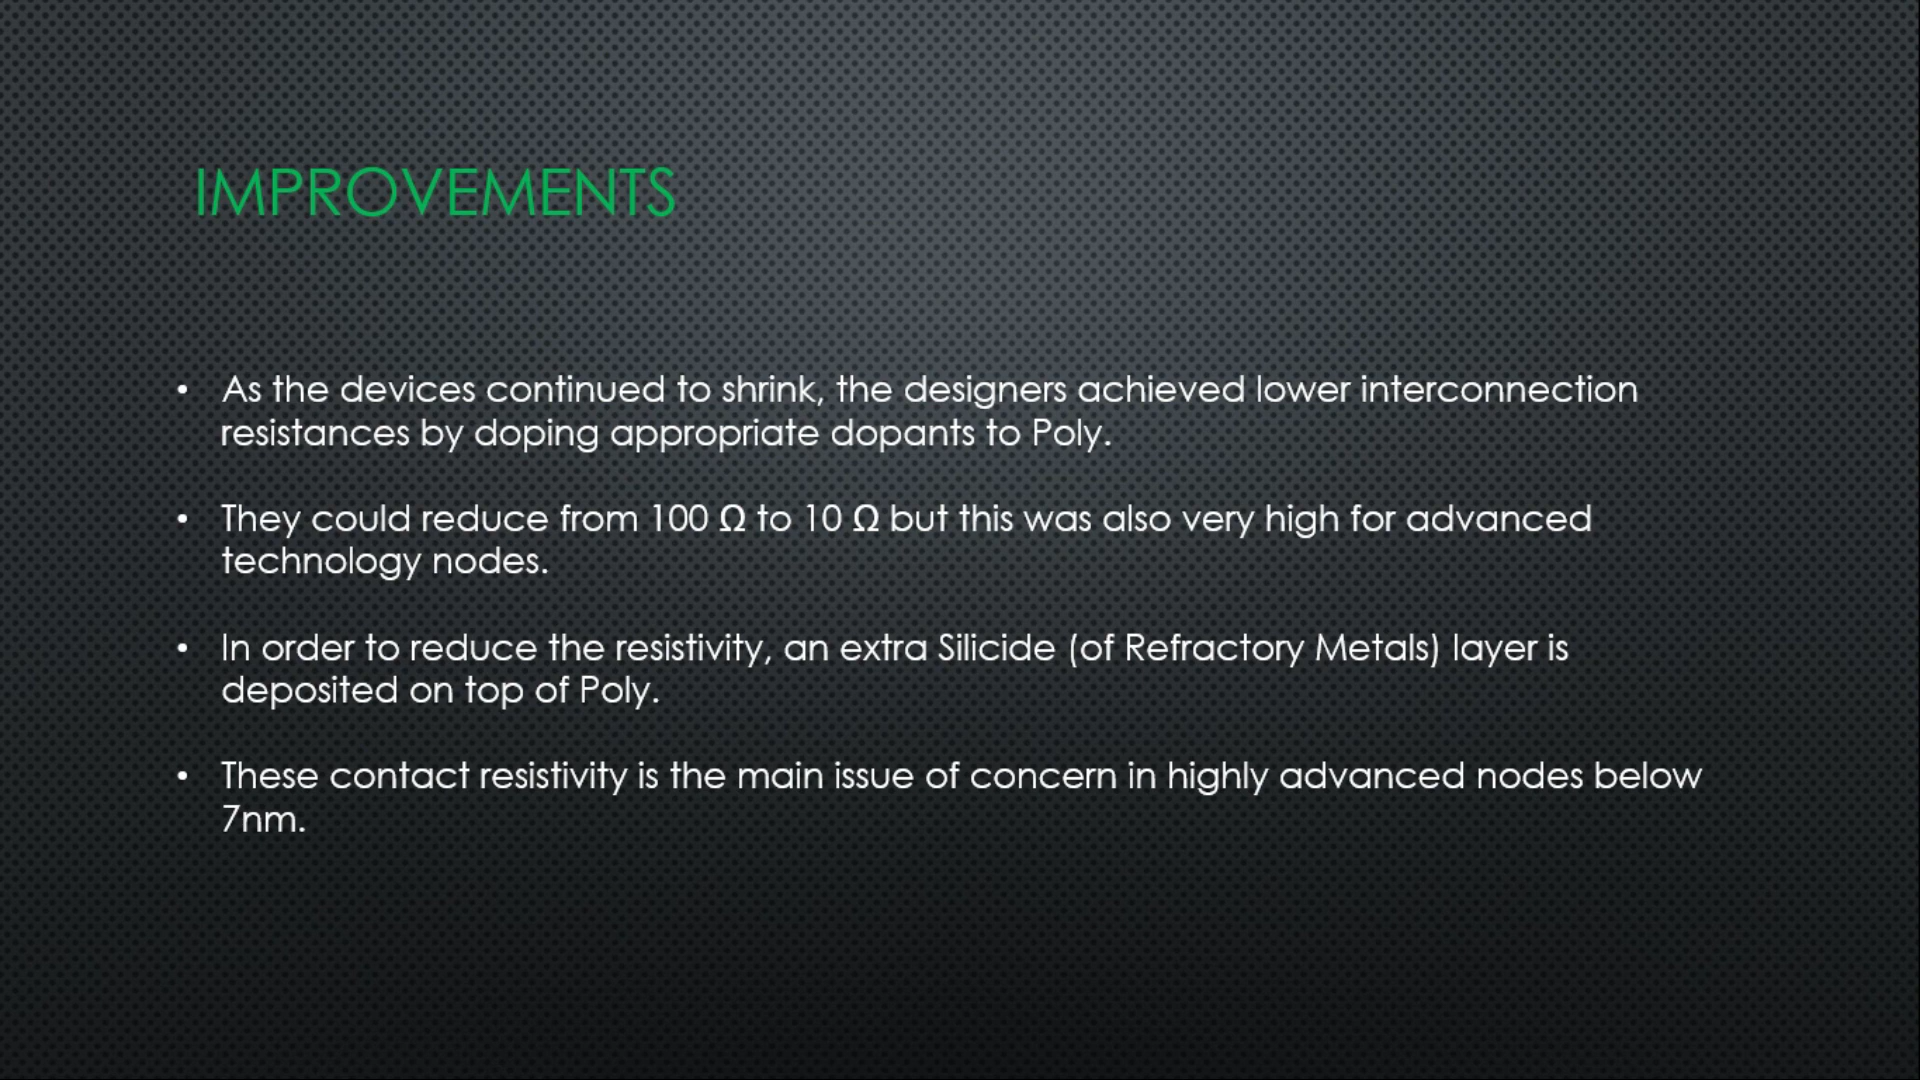 IMPROVEMENTS
• As the devices continued to shrink, the designers achieved lower interconnection
resistances by doping appropriate dopants to Poly.
• They could reduce from 100 Ω to 10 Ω but this was also very high for advanced
technology nodes.
• In order to reduce the resistivity, an extra Silicide (of Refractory Metals) layer is
deposited on top of Poly.
• These contact resistivity is the main issue of concern in highly advanced nodes below
7nm.